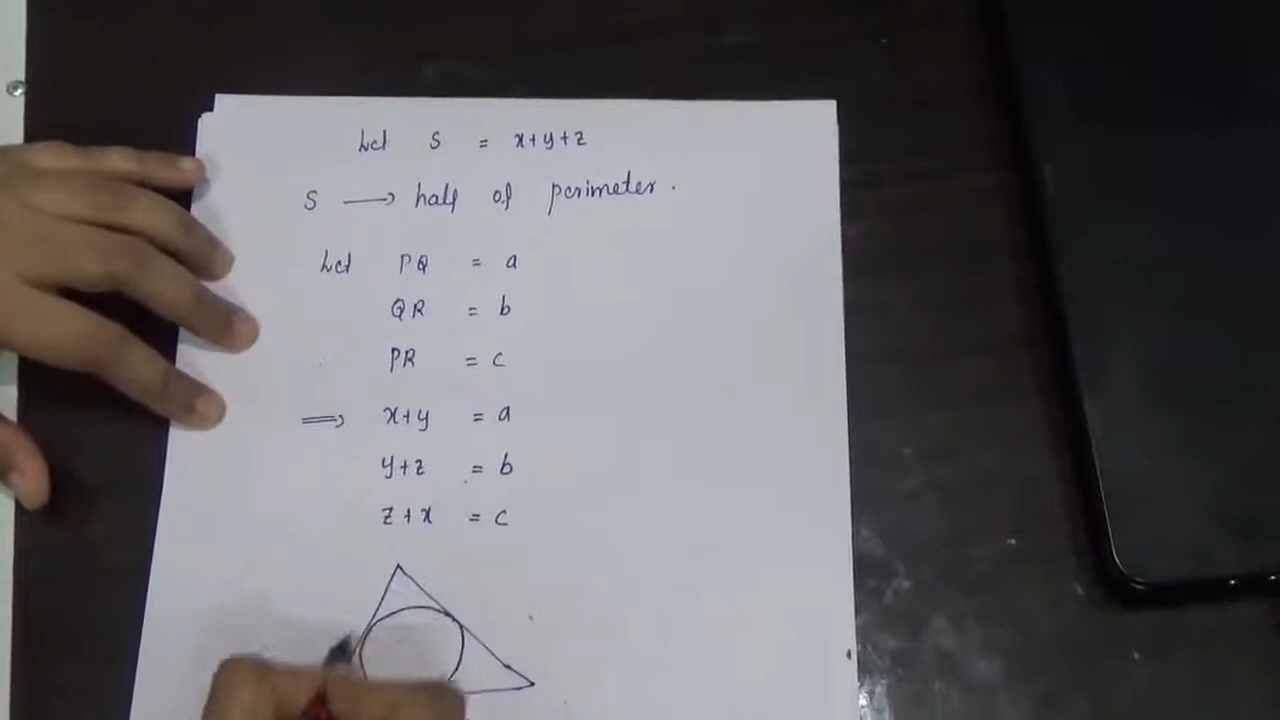 Let S = x+y+z
S → half of perimeter.
Let PQ = a
QR = b
PR = c
⇒ x+y = a
y+z = b
z+x = c